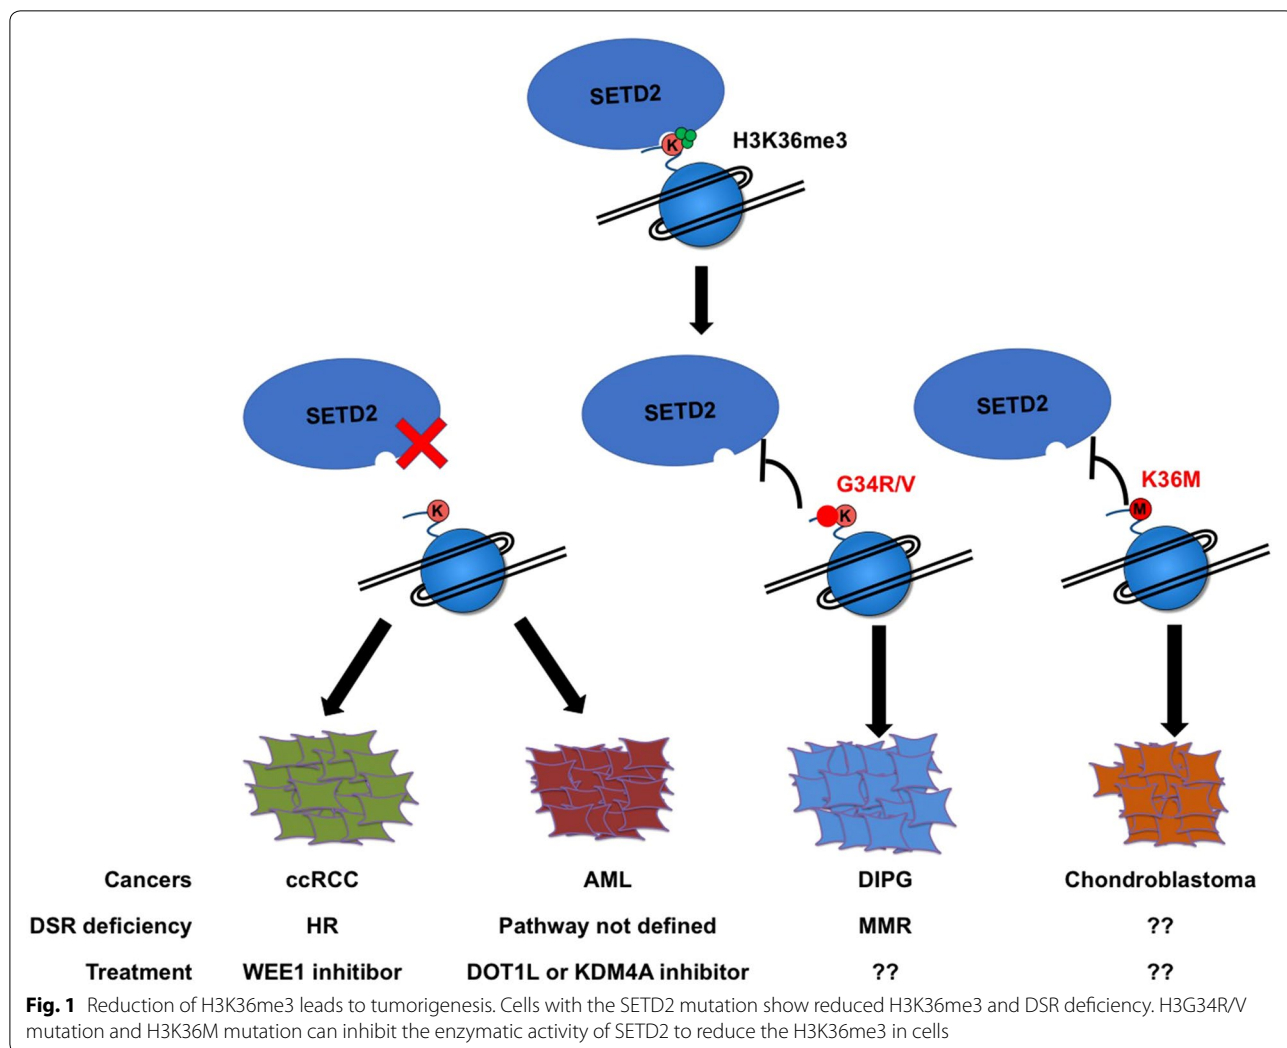 SETD2
K
H3K36me3
SETD2
SETD2
SETD2
G34R/V
K36M
K
K
M
Cancers ccRCC AML DIPG Chondroblastoma
DSR deficiency HR Pathway not defined MMR ??
Treatment WEE1 inhitibor DOT1L or KDM4A inhibitor ?? ??
Fig. 1 Reduction of H3K36me3 leads to tumorigenesis. Cells with the SETD2 mutation show reduced H3K36me3 and DSR deficiency. H3G34R/V
mutation and H3K36M mutation can inhibit the enzymatic activity of SETD2 to reduce the H3K36me3 in cells